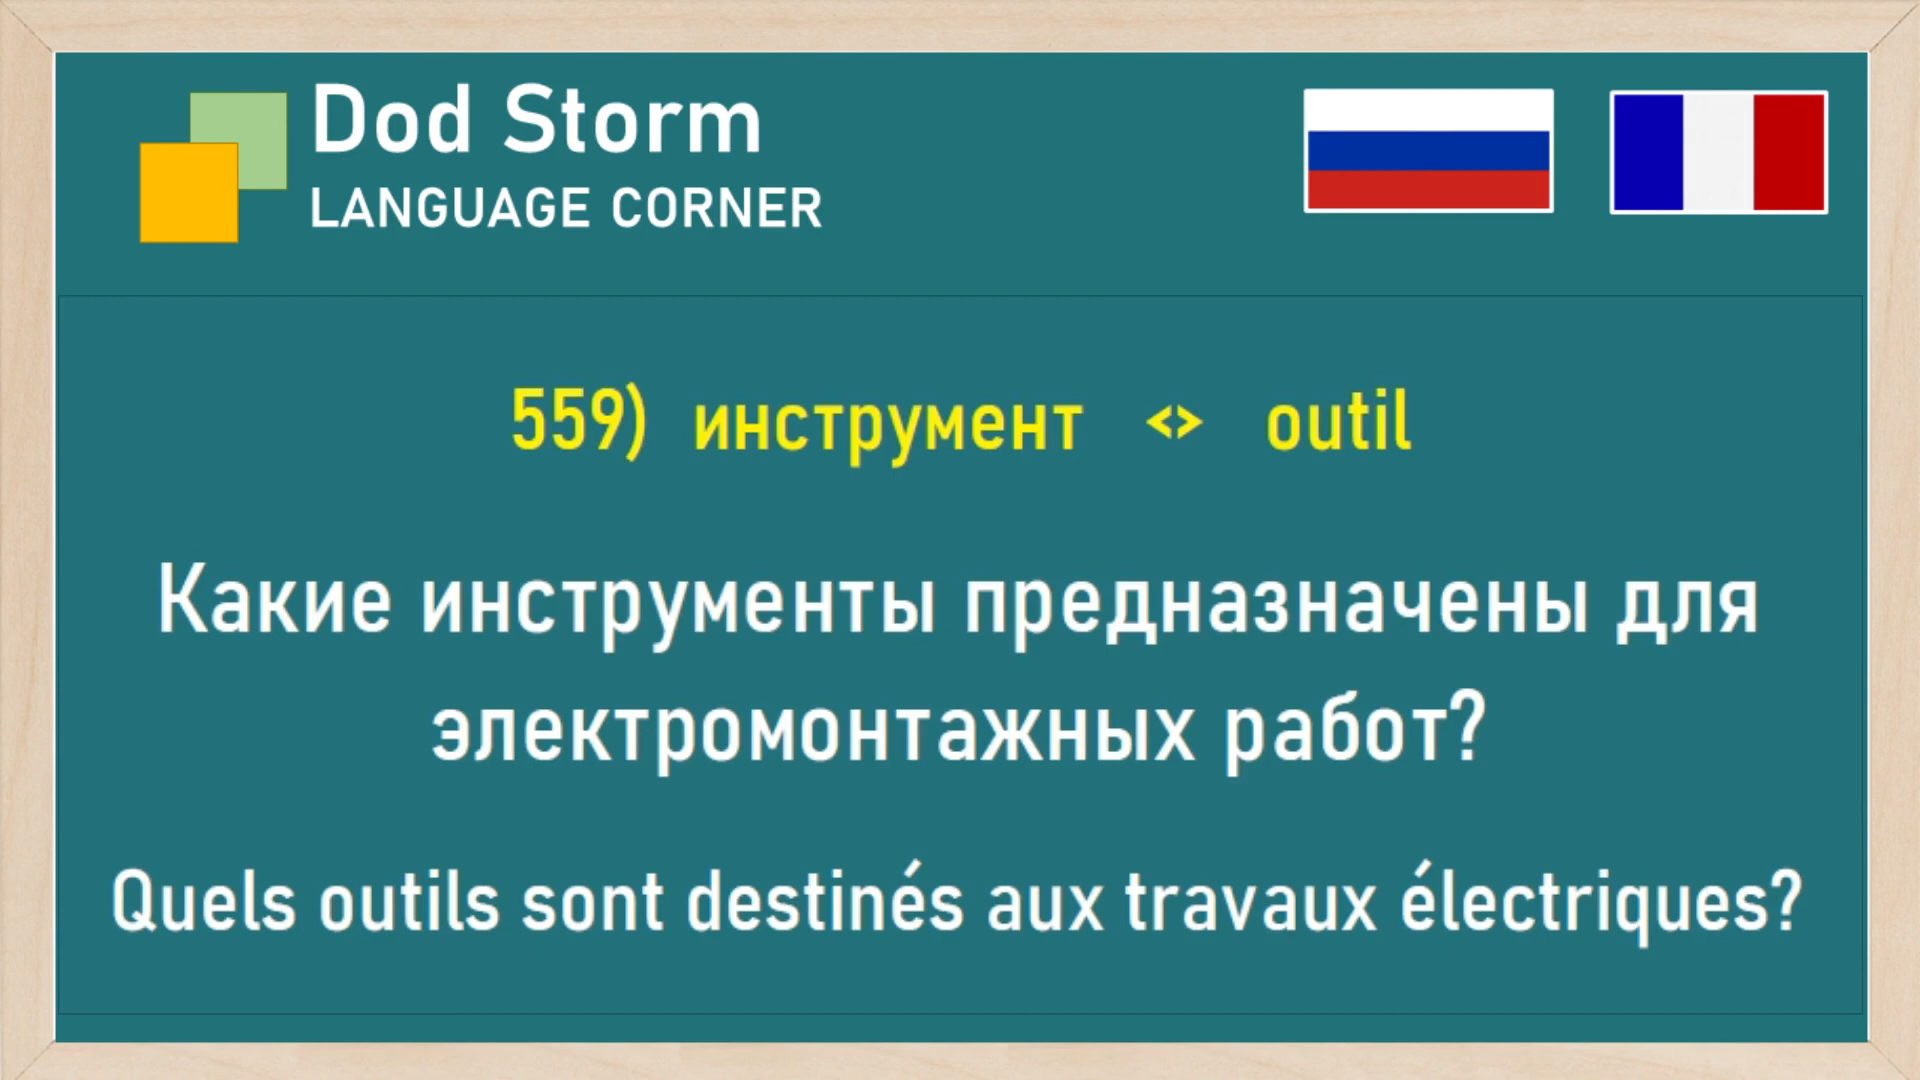 Dod Storm
LANGUAGE CORNER
559) инструмент <> outil
Какие инструменты предназначены для
электромонтажных работ?
Quels outils sont destinés aux travaux électriques?